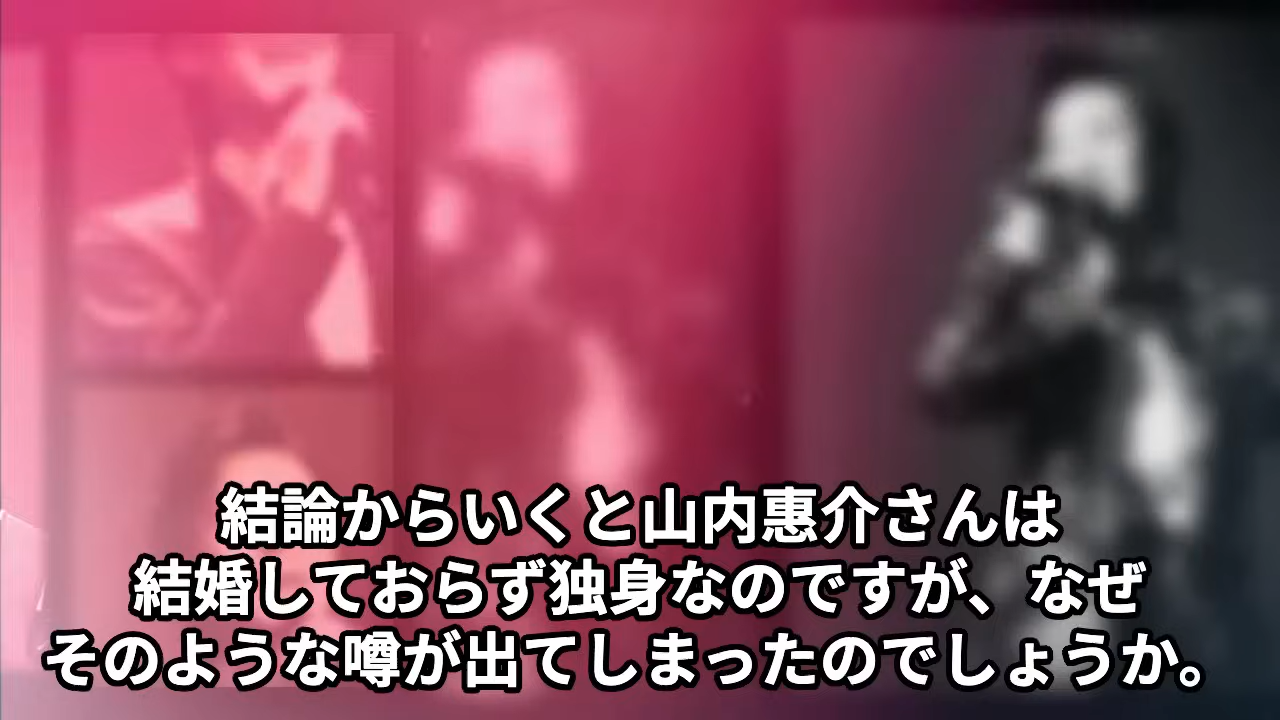 結論からいくと山内惠介さんは
結婚しておらず独身なのですが、なぜ
そのような噂が出てしまったのでしょうか。